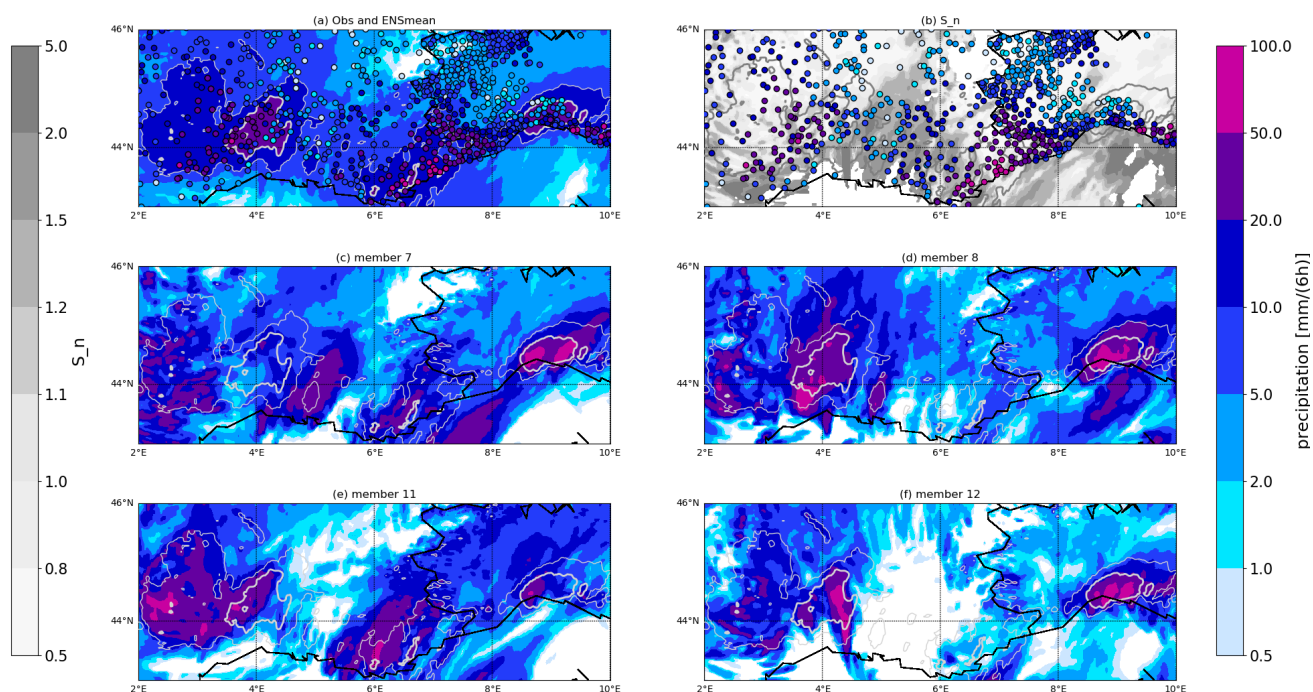 (a) Obs and ENSmean
46°N
44°N
2°E 4°E 6°E 8°E 10°E
(b) S_n
46°N
44°N
2°E 4°E 6°E 8°E 10°E
(c) member 7
46°N
44°N
2°E 4°E 6°E 8°E 10°E
(d) member 8
46°N
44°N
2°E 4°E 6°E 8°E 10°E
(e) member 11
46°N
44°N
2°E 4°E 6°E 8°E 10°E
(f) member 12
46°N
44°N
2°E 4°E 6°E 8°E 10°E
5.0
2.0
1.5
1.2
1.1
1.0
0.8
0.5
S_n
100.0
50.0
20.0
10.0
5.0
2.0
1.0
0.5
precipitation [mm/(6h)]